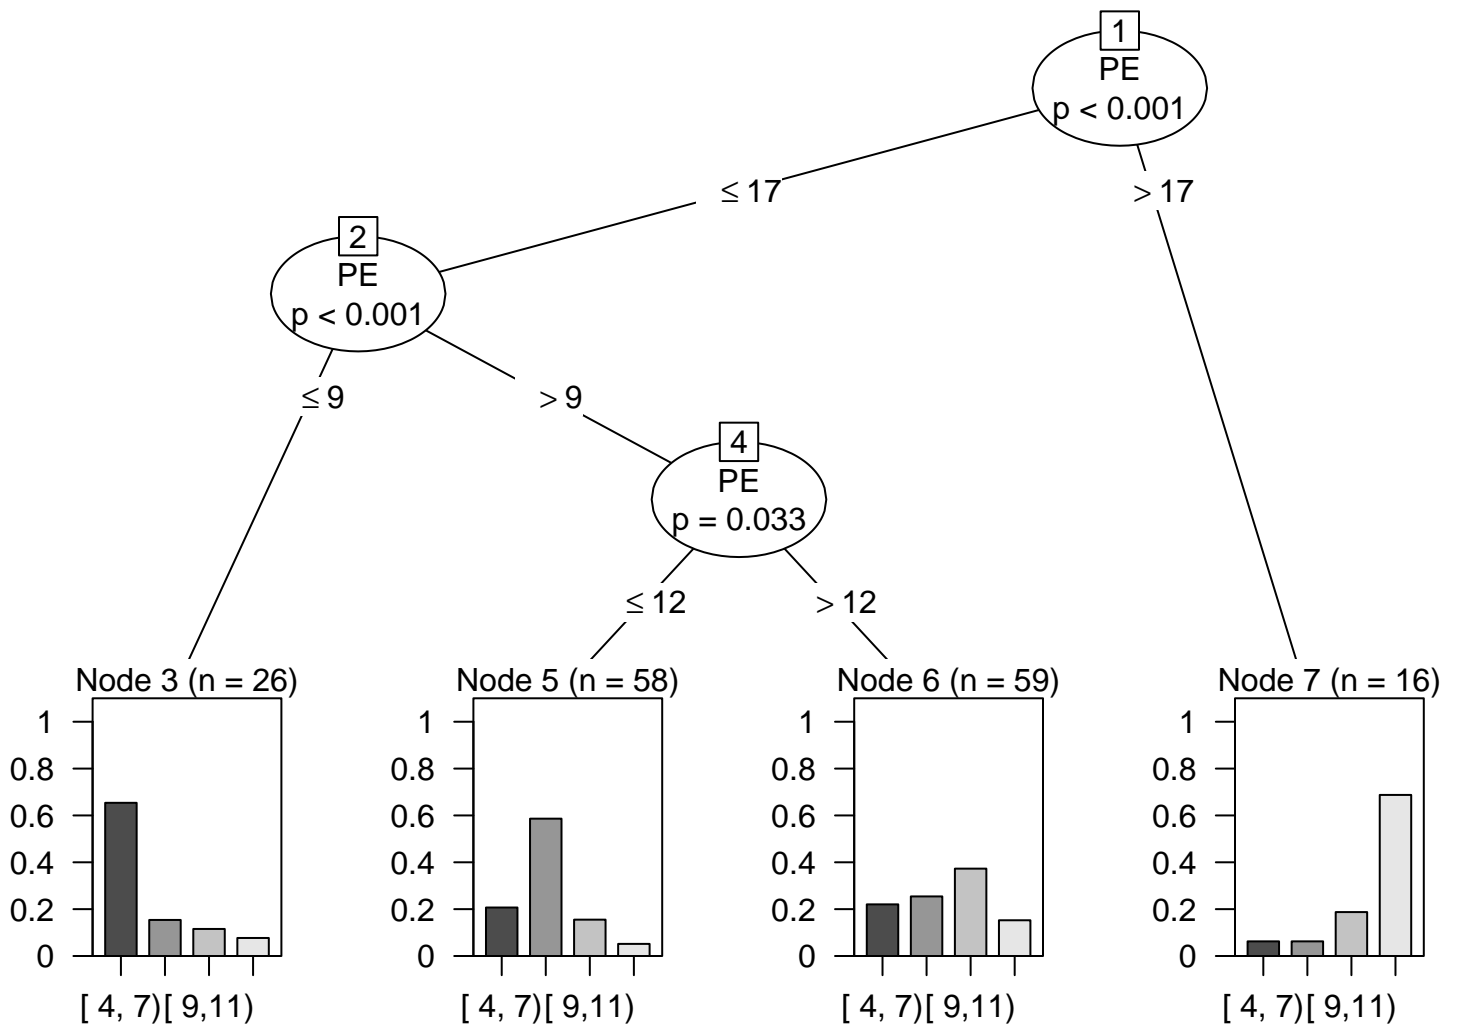 1
PE
p < 0.001
≤ 17
> 17
2
PE
p < 0.001
≤ 9
> 9
4
PE
p = 0.033
≤ 12
> 12
Node 3 (n = 26)
1
0.8
0.6
0.4
0.2
0
[ 4, 7)[ 9,11)
Node 5 (n = 58)
1
0.8
0.6
0.4
0.2
0
[ 4, 7)[ 9,11)
Node 6 (n = 59)
1
0.8
0.6
0.4
0.2
0
[ 4, 7)[ 9,11)
Node 7 (n = 16)
1
0.8
0.6
0.4
0.2
0
[ 4, 7)[ 9,11)